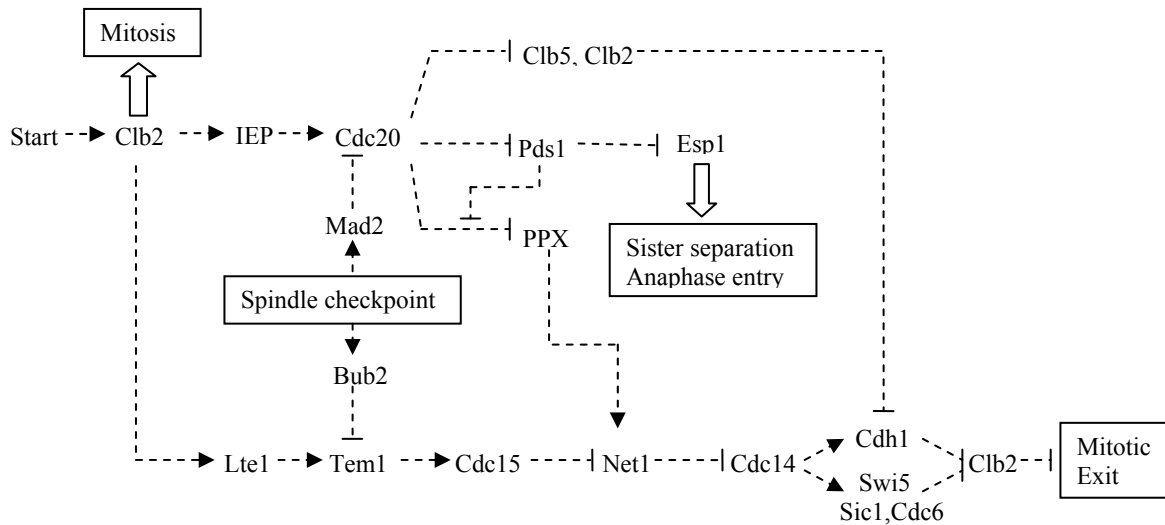 Mitosis
Clb5, Clb2
Start Clb2 IEP Cdc20
Pds1 Esp1
Mad2
PPX
Sister separation
Anaphase entry
Spindle checkpoint
Bub2
Lte1 Tem1 Cdc15 Net1 Cdc14
Cdh1
Swi5
Sic1,Cdc6
Clb2
Mitotic
Exit